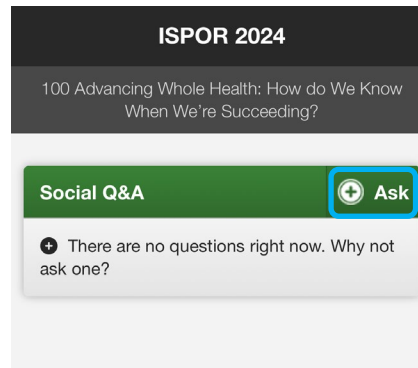 ISPOR 2024
100 Advancing Whole Health: How do We Know
When We’re Succeeding?
Social Q&A
Ask
There are no questions right now. Why not
ask one?